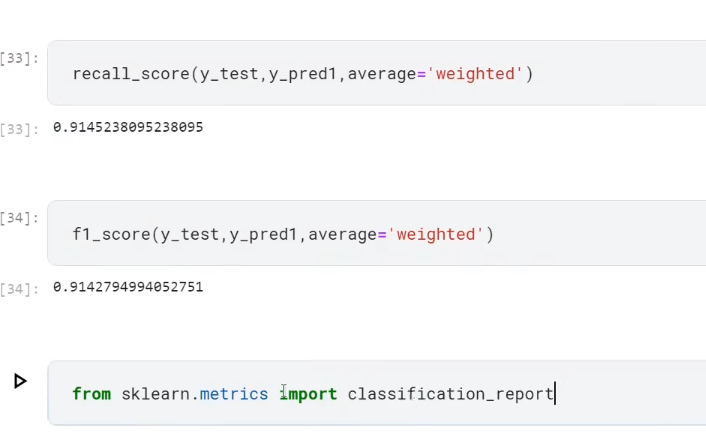 [33]: recall_score(y_test,y_pred1,average='weighted')
[33]: 0.9145238095238095
[34]: f1_score(y_test,y_pred1,average='weighted')
[34]: 0.9142794994052751
from sklearn.metrics import classification_report